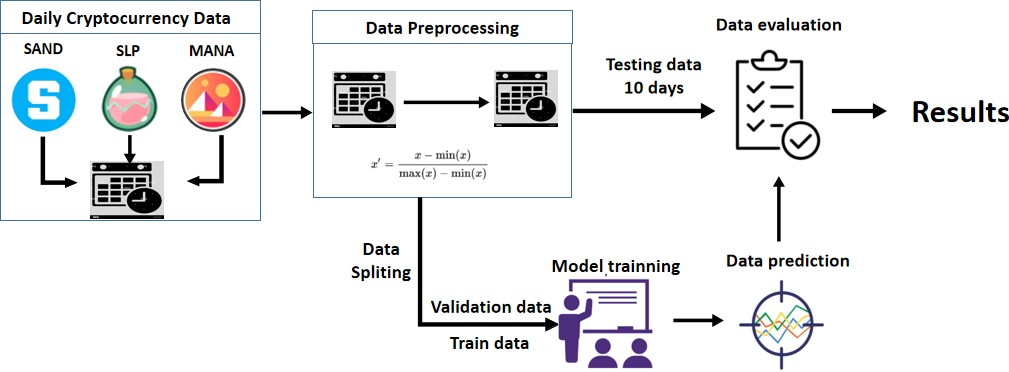 Daily Cryptocurrency Data
SAND
SLP
MANA
S
Data Preprocessing
x′ = x − min(x) / max(x) − min(x)
Data
Spliting
Validation data
Train data
Testing data
10 days
Data evaluation
Results
Model trainning
Data prediction